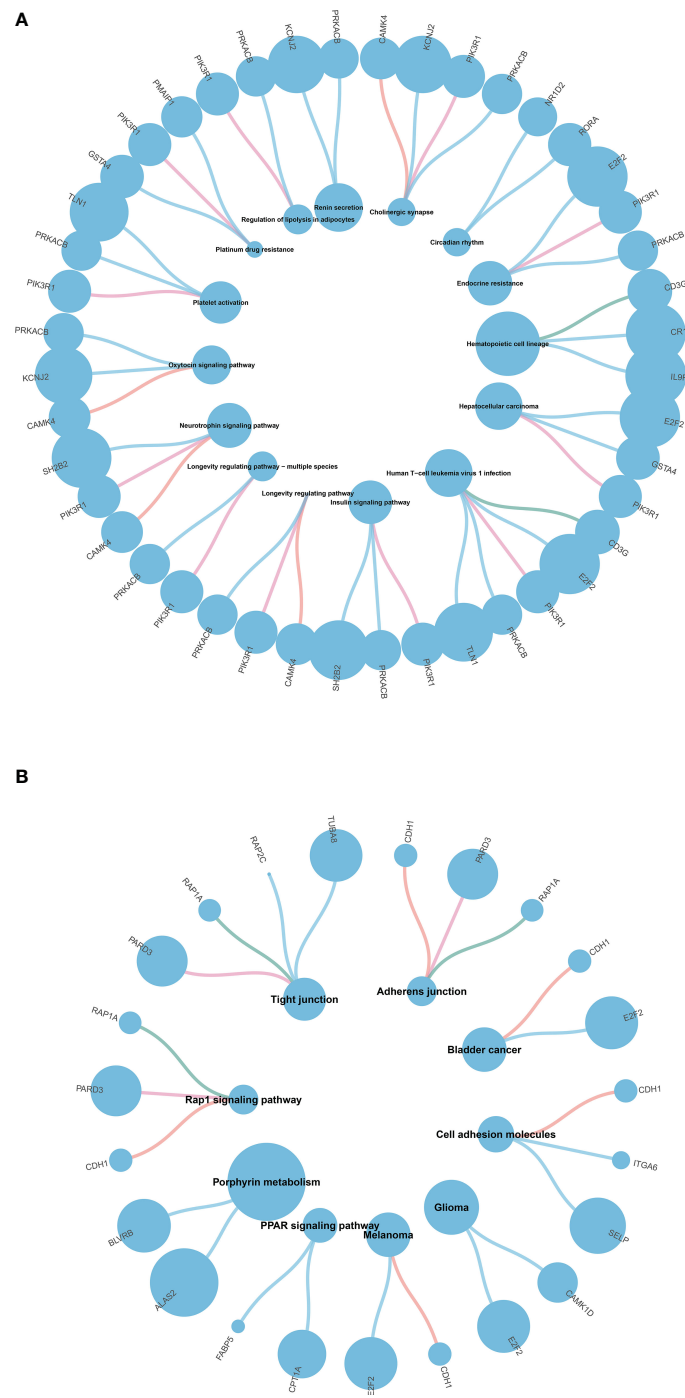 A
CAMK4
KCNJ2
PIK3R1
PRKACB
NR1D2
RORA
E2F2
PIK3R1
PRKACB
CD3G
CR1
IL9R
E2F2
GSTA4
PIK3R1
CD3G
E2F2
PIK3R1
PRKACB
TLN1
PIK3R1
PRKACB
SH2B2
CAMK4
PIK3R1
PRKACB
PIK3R1
PRKACB
CAMK4
PIK3R1
SH2B2
CAMK4
KCNJ2
PRKACB
PIK3R1
PRKACB
TLN1
GSTA4
PIK3R1
PMAIP1
PIK3R1
PRKACB
KCNJ2
PRKACB
Renin secretion
Cholinergic synapse
Regulation of lipolysis in adipocytes
Circadian rhythm
Platinum drug resistance
Endocrine resistance
Platelet activation
Hematopoietic cell lineage
Oxytocin signaling pathway
Hepatocellular carcinoma
Neurotrophin signaling pathway
Longevity regulating pathway − multiple species
Human T−cell leukemia virus 1 infection
Longevity regulating pathway
Insulin signaling pathway
B
CDH1
PARD3
RAP1A
CDH1
E2F2
CDH1
ITGA6
SELP
CAMK1D
E2F2
CDH1
E2F2
CPT1A
FABP5
ALAS2
BLVRB
CDH1
PARD3
RAP1A
PARD3
RAP1A
RAP2C
TUBA8
Tight junction
Adherens junction
Bladder cancer
Rap1 signaling pathway
Cell adhesion molecules
Porphyrin metabolism
Glioma
PPAR signaling pathway
Melanoma